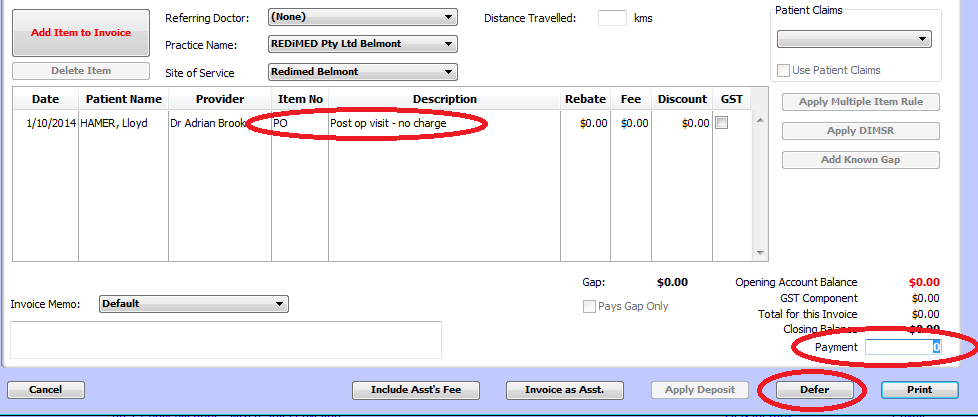 Patient Claims
Add Item to Invoice
Referring Doctor: (None) Distance Travelled: kms
Practice Name: REDiMED Pty Ltd Belmont
Delete Item
Site of Service Redimed Belmont
Use Patient Claims
Date Patient Name Provider Item No Description Rebate Fee Discount GST
1/10/2014 HAMER, Lloyd Dr Adrian Brook PO Post op visit - no charge $0.00 $0.00 $0.00
Apply Multiple Item Rule
Apply DIMSR
Add Known Gap
Gap: $0.00 Opening Account Balance $0.00
Invoice Memo: Default Pays Gap Only GST Component $0.00
Total for this Invoice $0.00
Closing Balance $0.00
Payment 0
Cancel Include Asst's Fee Invoice as Asst. Apply Deposit Defer Print